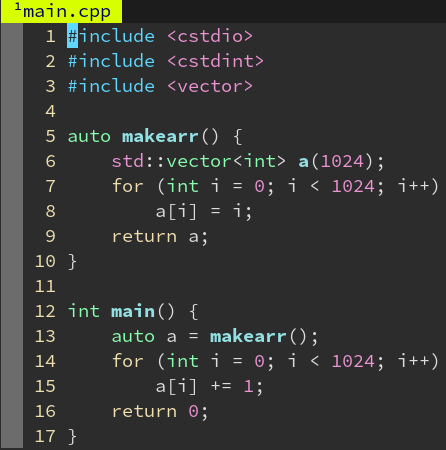 ¹main.cpp
1 #include <cstdio>
2 #include <cstdint>
3 #include <vector>
4
5 auto makearr() {
6     std::vector<int> a(1024);
7     for (int i = 0; i < 1024; i++)
8         a[i] = i;
9     return a;
10 }
11
12 int main() {
13     auto a = makearr();
14     for (int i = 0; i < 1024; i++)
15         a[i] += 1;
16     return 0;
17 }